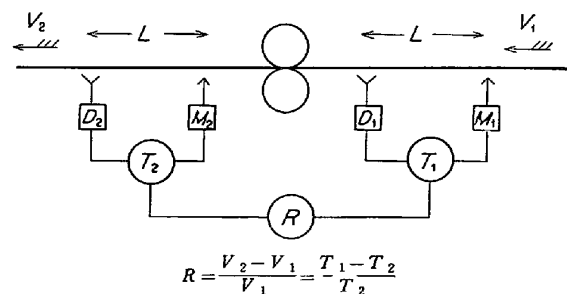 V2 L L V1
D2 M2 D1 M1
T2 T1
R
R = (V2 − V1) / V1 = (T1 − T2) / T2